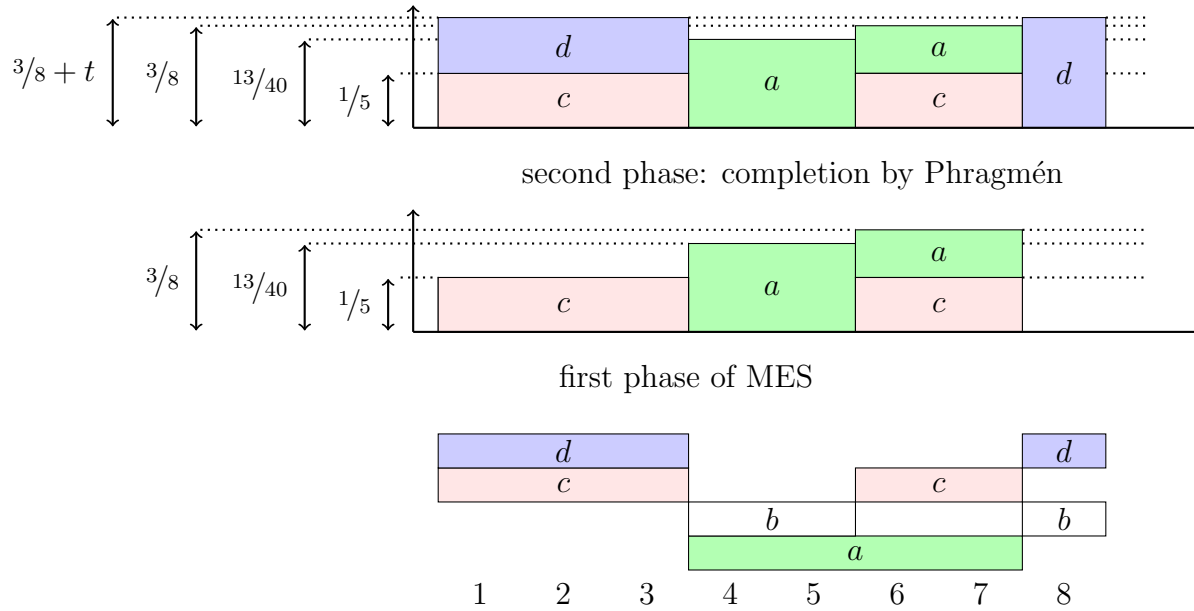 d a d
3/8 + t 3/8 13/40 1/5 c a c
second phase: completion by Phragmén
a
3/8 13/40 1/5 c a c
first phase of MES
d d
c c
b b
a
1 2 3 4 5 6 7 8